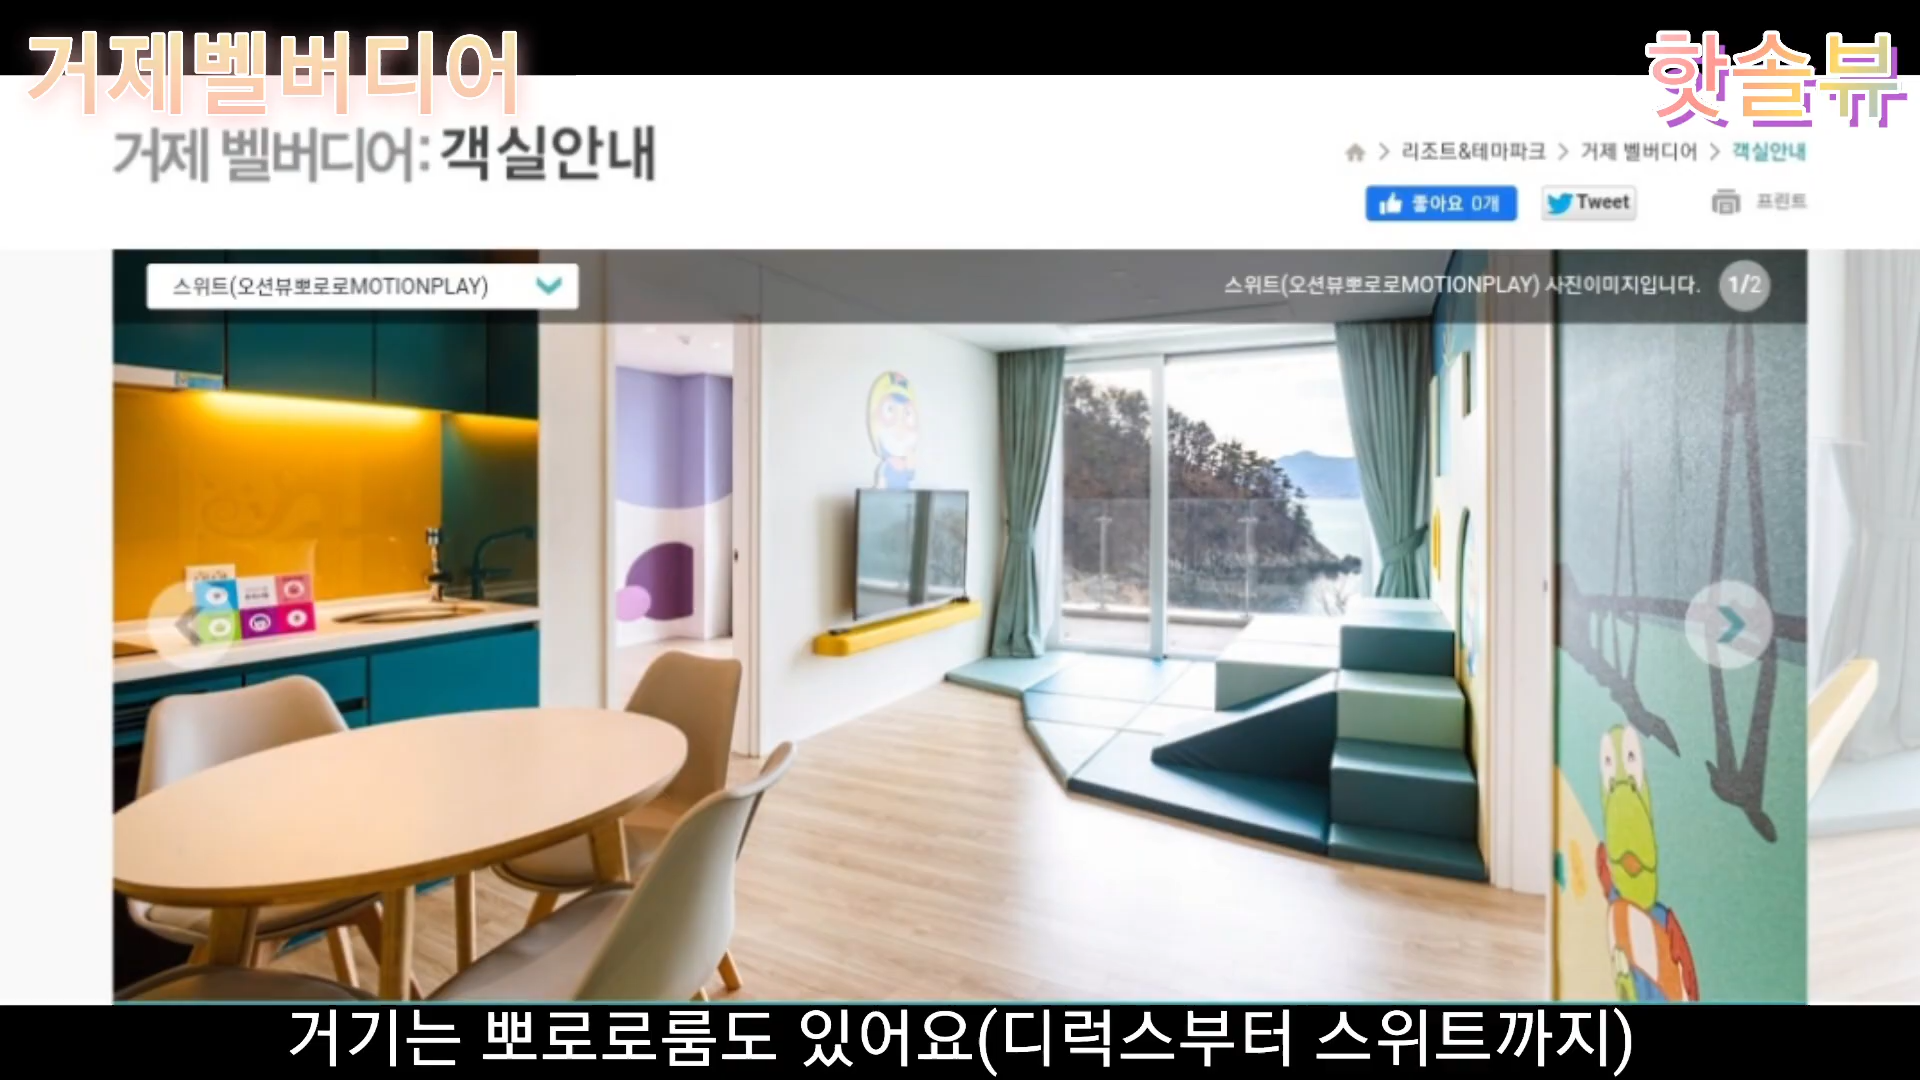 거제벨버디어
핫솔뷰
거제 벨버디어: 객실안내
리조트&테마파크 > 거제 벨버디어 > 객실안내
좋아요 0개
Tweet
프린트
스위트(오션뷰뽀로로MOTIONPLAY)
스위트(오션뷰뽀로로MOTIONPLAY) 사진이미지입니다.
1/2
거기는 뽀로로룸도 있어요(디럭스부터 스위트까지)